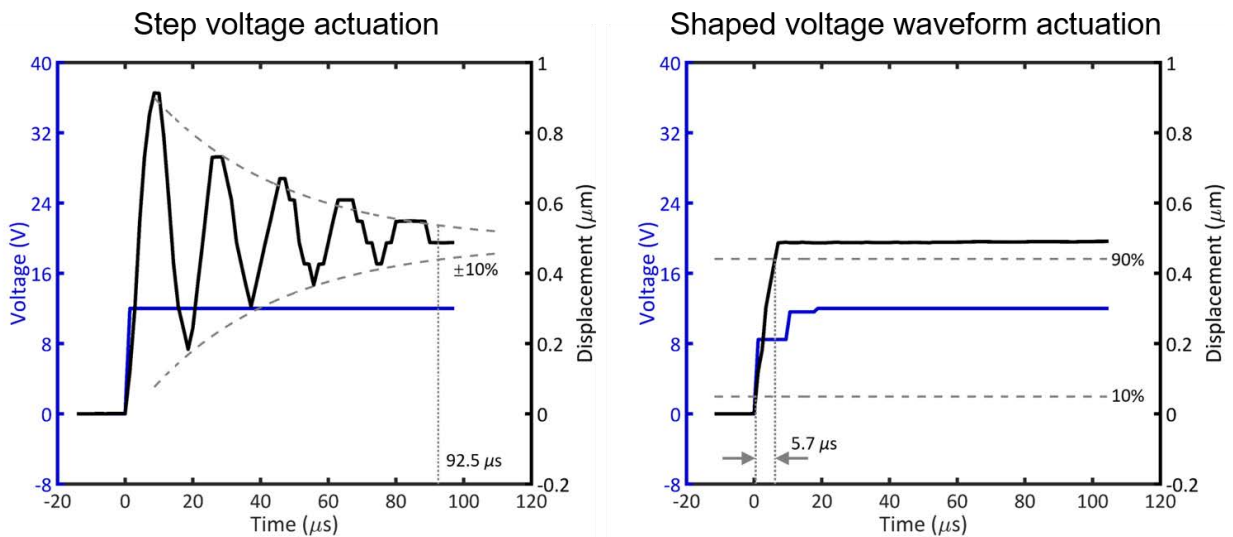 Step voltage actuation
40
32
24
16
8
0
-8
Voltage (V)
1
0.8
0.6
0.4
0.2
0
-0.2
Displacement (μm)
±10%
92.5 μs
-20 0 20 40 60 80 100 120
Time (μs)
Shaped voltage waveform actuation
40
32
24
16
8
0
-8
Voltage (V)
1
0.8
0.6
0.4
0.2
0
-0.2
Displacement (μm)
90%
10%
5.7 μs
-20 0 20 40 60 80 100 120
Time (μs)